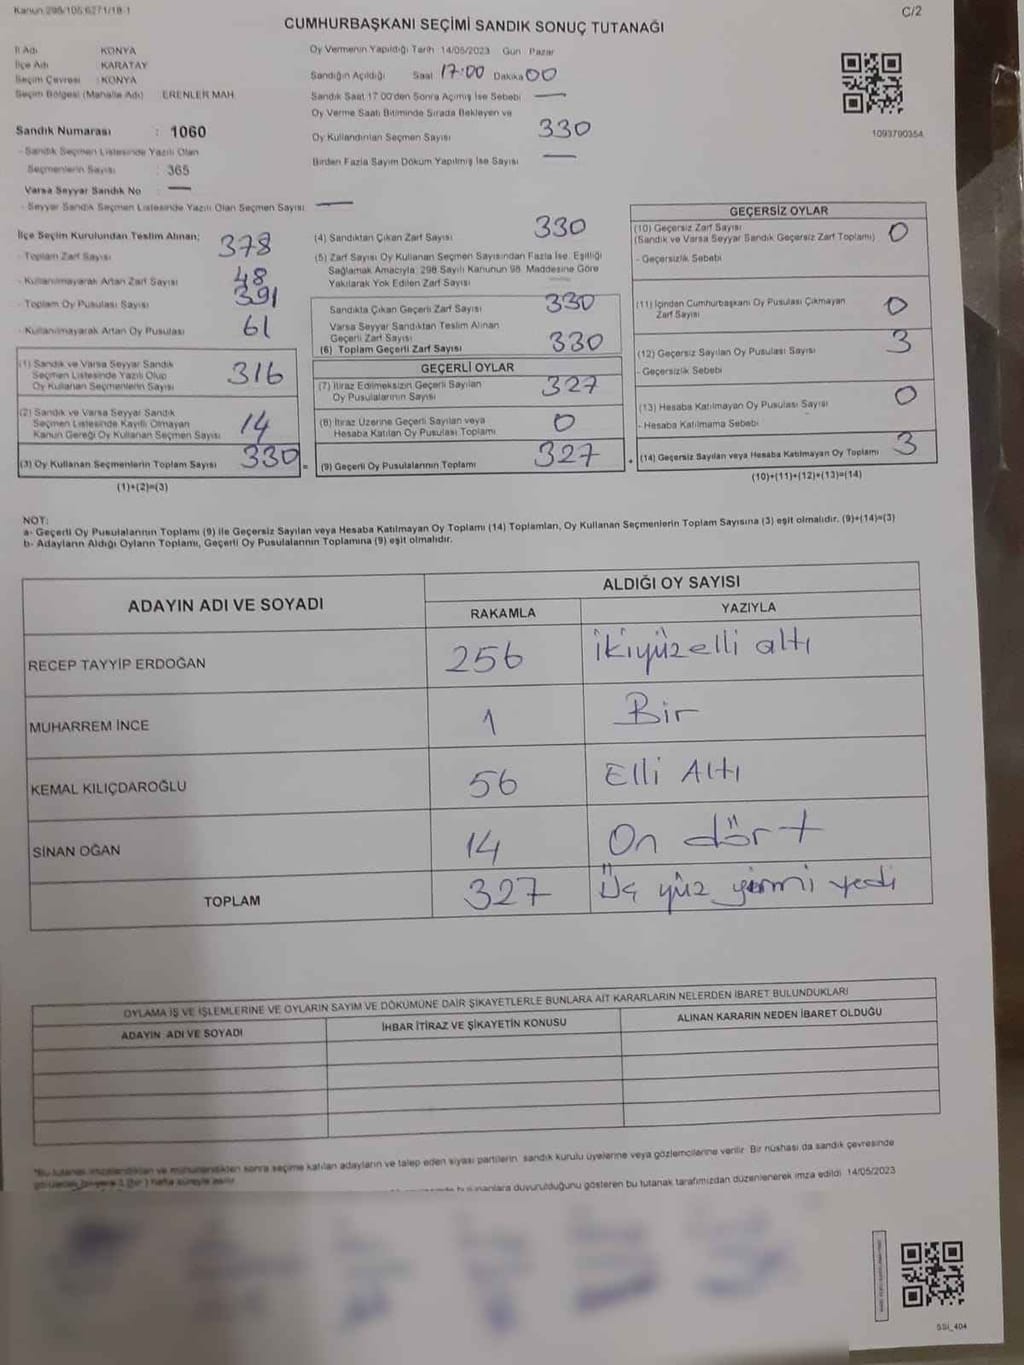 Kanun 298/105 6271/18-1
C/2
CUMHURBAŞKANI SEÇİMİ SANDIK SONUÇ TUTANAĞI
İl Adı KONYA
İlçe Adı KARATAY
Seçim Çevresi : KONYA
Seçim Bölgesi (Mahalle Adı) ERENLER MAH.
Sandık Numarası : 1060
- Sandık Seçmen Listesinde Yazılı Olan
Seçmenlerin Sayısı : 365
Varsa Seyyar Sandık No —
- Seyyar Sandık Seçmen Listesinde Yazılı Olan Seçmen Sayısı —
Oy Vermenin Yapıldığı Tarih 14/05/2023 Gün Pazar
Sandığın Açıldığı Saat 17:00 Dakika 00
Sandık Saat 17.00'den Sonra Açılmış İse Sebebi —
Oy Verme Saati Bitiminde Sırada Bekleyen ve
Oy Kullandırılan Seçmen Sayısı 330
Birden Fazla Sayım Döküm Yapılmış İse Sayısı —
1093790354
İlçe Seçim Kurulundan Teslim Alınan;
- Toplam Zarf Sayısı 378
- Kullanılmayarak Artan Zarf Sayısı 48
- Toplam Oy Pusulası Sayısı 391
- Kullanılmayarak Artan Oy Pusulası 61
(1) Sandık ve Varsa Seyyar Sandık
Seçmen Listesinde Yazılı Olup
Oy Kullanan Seçmenlerin Sayısı 316
(2) Sandık ve Varsa Seyyar Sandık
Seçmen Listesinde Kayıtlı Olmayan
Kanun Gereği Oy Kullanan Seçmen Sayısı 14
(3) Oy Kullanan Seçmenlerin Toplam Sayısı 330 =
(1)+(2)=(3)
(4) Sandıktan Çıkan Zarf Sayısı 330
(5) Zarf Sayısı Oy Kullanan Seçmen Sayısından Fazla İse, Eşitliği
Sağlamak Amacıyla; 298 Sayılı Kanunun 98. Maddesine Göre
Yakılarak Yok Edilen Zarf Sayısı
Sandıkta Çıkan Geçerli Zarf Sayısı 330
Varsa Seyyar Sandıktan Teslim Alınan
Geçerli Zarf Sayısı
(6) Toplam Geçerli Zarf Sayısı 330
GEÇERLİ OYLAR
(7) İtiraz Edilmeksizin Geçerli Sayılan
Oy Pusulalarının Sayısı 327
(8) İtiraz Üzerine Geçerli Sayılan veya
Hesaba Katılan Oy Pusulası Toplamı 0
(9) Geçerli Oy Pusulalarının Toplamı 327 +
GEÇERSİZ OYLAR
(10) Geçersiz Zarf Sayısı
(Sandık ve Varsa Seyyar Sandık Geçersiz Zarf Toplamı) 0
- Geçersizlik Sebebi
(11) İçinden Cumhurbaşkanı Oy Pusulası Çıkmayan
Zarf Sayısı 0
(12) Geçersiz Sayılan Oy Pusulası Sayısı 3
- Geçersizlik Sebebi
(13) Hesaba Katılmayan Oy Pusulası Sayısı 0
- Hesaba Katılmama Sebebi
(14) Geçersiz Sayılan veya Hesaba Katılmayan Oy Toplamı 3
(10)+(11)+(12)+(13)=(14)
NOT:
a- Geçerli Oy Pusulalarının Toplamı (9) ile Geçersiz Sayılan veya Hesaba Katılmayan Oy Toplamı (14) Toplamları, Oy Kullanan Seçmenlerin Toplam Sayısına (3) eşit olmalıdır. (9)+(14)=(3)
b- Adayların Aldığı Oyların Toplamı, Geçerli Oy Pusulalarının Toplamına (9) eşit olmalıdır.
ADAYIN ADI VE SOYADI ALDIĞI OY SAYISI
RAKAMLA YAZIYLA
RECEP TAYYİP ERDOĞAN 256 İkiyüzelli altı
MUHARREM İNCE 1 Bir
KEMAL KILIÇDAROĞLU 56 Elli Altı
SİNAN OĞAN 14 On dört
TOPLAM 327 Üç yüz yirmi yedi
OYLAMA İŞ VE İŞLEMLERİNE VE OYLARIN SAYIM VE DÖKÜMÜNE DAİR ŞİKAYETLERLE BUNLARA AİT KARARLARIN NELERDEN İBARET BULUNDUKLARI
ADAYIN ADI VE SOYADI İHBAR İTİRAZ VE ŞİKAYETİN KONUSU ALINAN KARARIN NEDEN İBARET OLDUĞU
*Bu tutanak imzalandıktan ve mühürlendikten sonra seçime katılan adayların ve talep eden siyasi partilerin sandık kurulu üyelerine veya gözlemcilerine verilir. Bir nüshası da sandık çevresinde
hafta süreyle asılır.
duyurulduğunu gösteren bu tutanak tarafımızdan düzenlenerek imza edildi. 14/05/2023
SSI_404